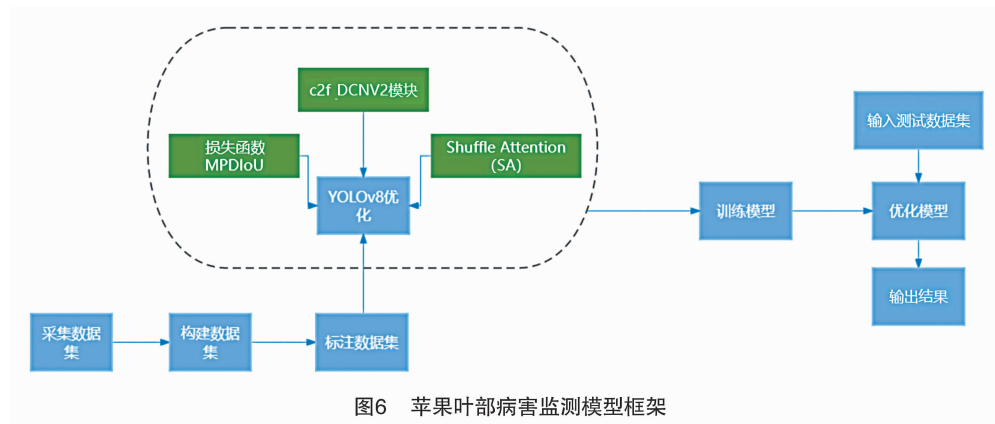 c2f_DCNV2模块
损失函数
MPDIoU
Shuffle Attention
(SA)
YOLOv8优
化
输入测试数据集
训练模型
优化模型
输出结果
采集数据
集
构建数据
集
标注数据集
图6 苹果叶部病害监测模型框架